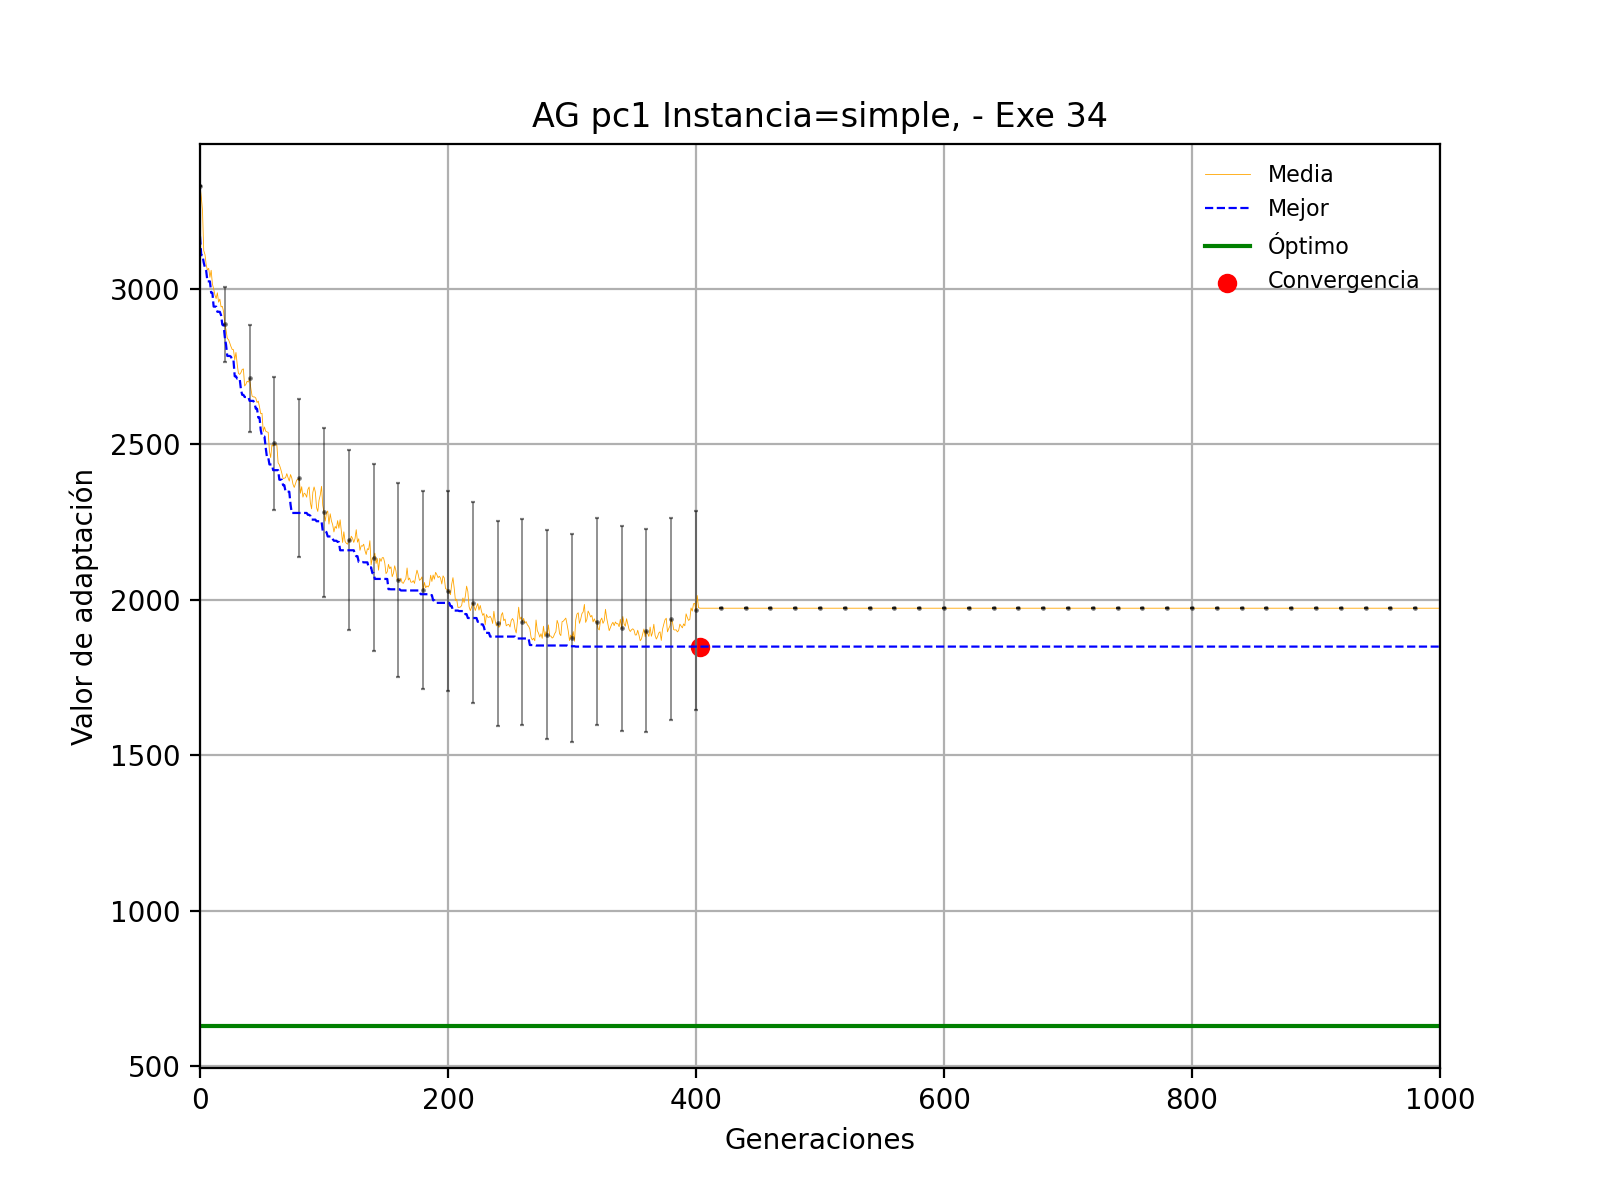 AG pc1 Instancia=simple, - Exe 34
Media
Mejor
Óptimo
Convergencia
3000
2500
2000
1500
1000
500
Valor de adaptación
0 200 400 600 800 1000
Generaciones